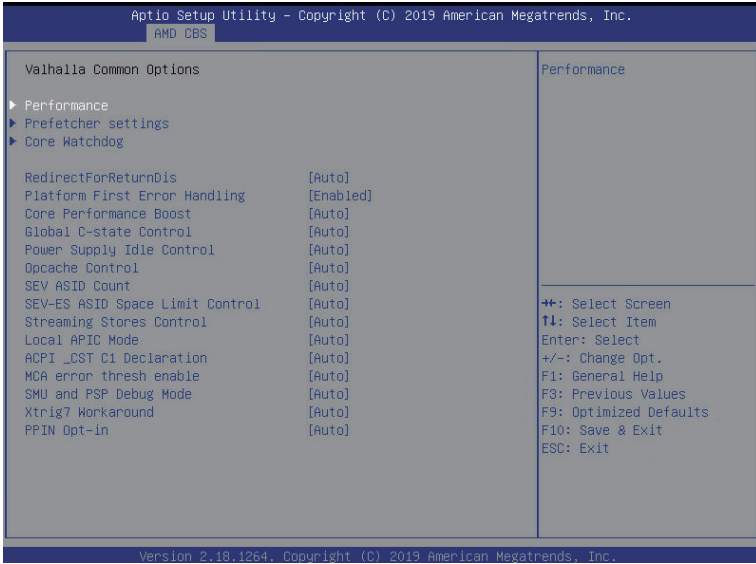 Aptio Setup Utility – Copyright (C) 2019 American Megatrends, Inc.
AMD CBS
Valhalla Common Options
Performance
Prefetcher settings
Core Watchdog
RedirectForReturnDis [Auto]
Platform First Error Handling [Enabled]
Core Performance Boost [Auto]
Global C-state Control [Auto]
Power Supply Idle Control [Auto]
Opcache Control [Auto]
SEV ASID Count [Auto]
SEV-ES ASID Space Limit Control [Auto]
Streaming Stores Control [Auto]
Local APIC Mode [Auto]
ACPI _CST C1 Declaration [Auto]
MCA error thresh enable [Auto]
SMU and PSP Debug Mode [Auto]
Xtrig7 Workaround [Auto]
PPIN Opt-in [Auto]
Performance
→←: Select Screen
↑↓: Select Item
Enter: Select
+/-: Change Opt.
F1: General Help
F3: Previous Values
F9: Optimized Defaults
F10: Save & Exit
ESC: Exit
Version 2.18.1264. Copyright (C) 2019 American Megatrends, Inc.